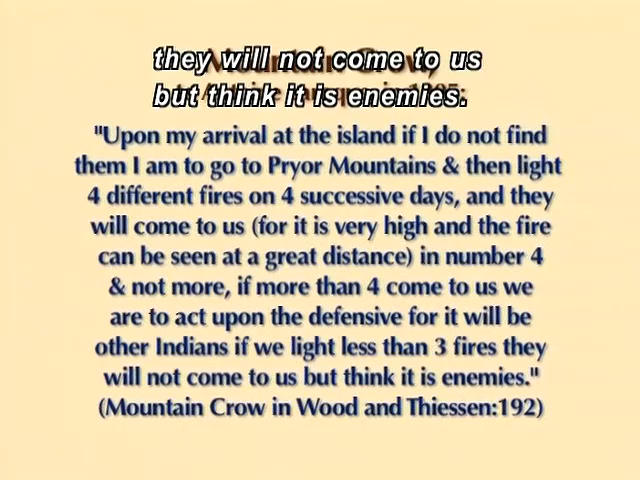 they will not come to us
but think it is enemies.
Mountain Crow,
"Upon my arrival at the island if I do not find
them I am to go to Pryor Mountains & then light
4 different fires on 4 successive days, and they
will come to us (for it is very high and the fire
can be seen at a great distance) in number 4
& not more, if more than 4 come to us we
are to act upon the defensive for it will be
other Indians if we light less than 3 fires they
will not come to us but think it is enemies."
(Mountain Crow in Wood and Thiessen:192)